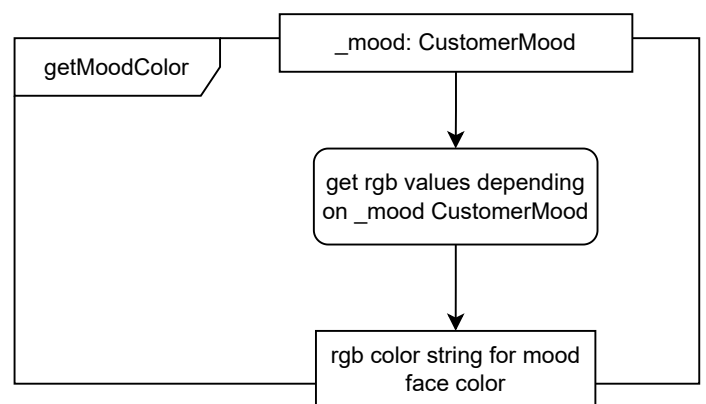 _mood: CustomerMood
getMoodColor
get rgb values depending
on _mood CustomerMood
rgb color string for mood
face color